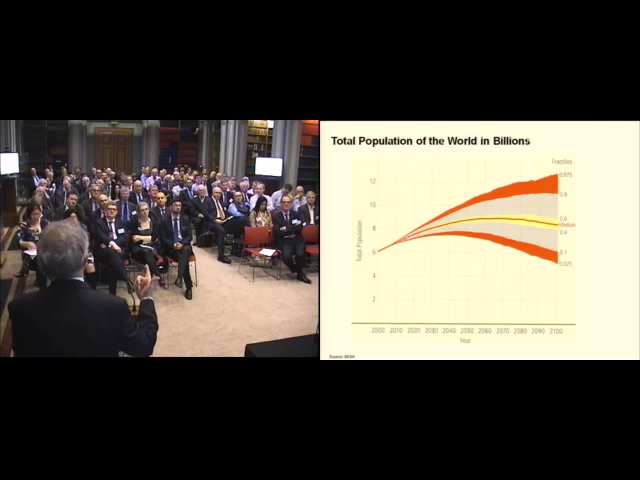 Total Population of the World in Billions
Fractiles
0.975
12
0.9
10
0.6
Median
8
0.4
Total Population
6
0.1
0.025
4
2
2000 2010 2020 2030 2040 2050 2060 2070 2080 2090 2100
Year
Source: IIASA